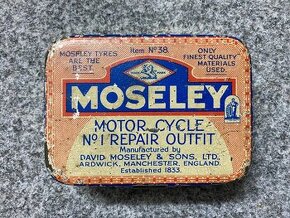 MOSELEY TYRES
ARE THE
BEST.
Item Nº 38.
ONLY
FINEST QUALITY
MATERIALS
USED.
MOSELEY
MOTOR CYCLE
Nº1 REPAIR OUTFIT
Manufactured by
DAVID MOSELEY & SONS, LTD.,
ARDWICK, MANCHESTER, ENGLAND.
Established 1833.